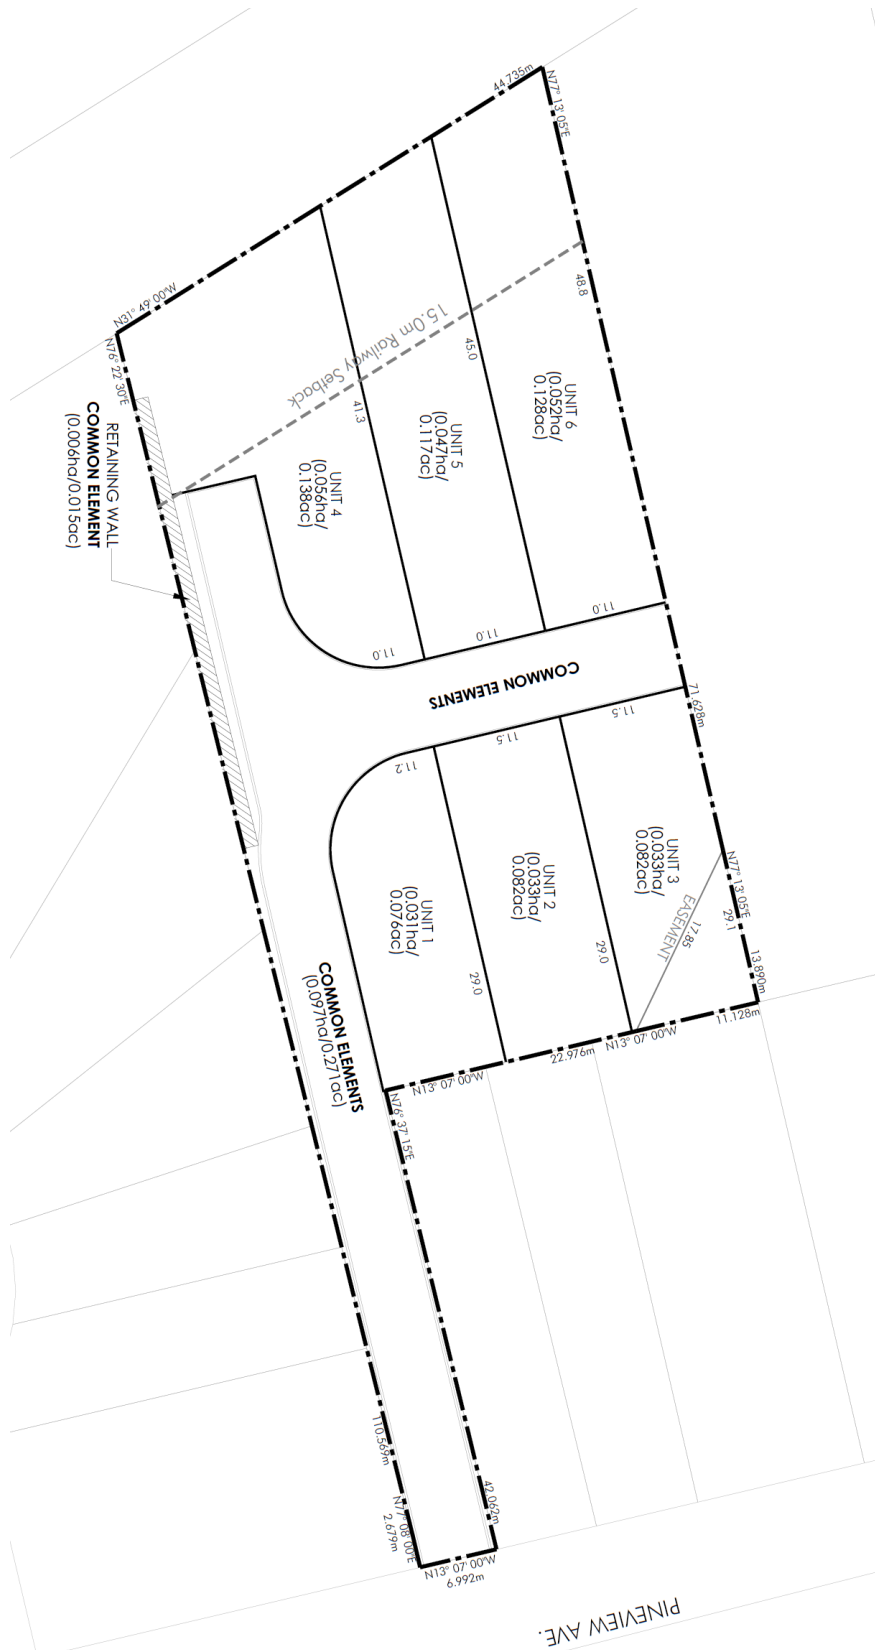 44.735m
N77° 13' 05"E
N31° 49' 00"W
N76° 22' 30"E
48.8
15.0m Railway Setback
45.0
41.3
UNIT 6
(0.052ha/
0.128ac)
UNIT 5
(0.047ha/
0.117ac)
UNIT 4
(0.056ha/
0.138ac)
RETAINING WALL
COMMON ELEMENT
(0.006ha/0.015ac)
11.0
11.0
11.0
COMMON ELEMENTS
71.628m
11.5
11.5
11.2
UNIT 3
(0.033ha/
0.082ac)
UNIT 2
(0.033ha/
0.082ac)
UNIT 1
(0.031ha/
0.076ac)
N77° 13' 05"E
29.1
17.85
EASEMENT
13.890m
29.0
29.0
11.128m
N13° 07' 00"W
22.976m
N13° 07' 00"W
COMMON ELEMENTS
(0.097ha/0.271ac)
N76° 37' 15"E
110.569m
42.062m
N77° 08' 00"E
2.679m
N13° 07' 00"W
6.992m
PINEVIEW AVE.